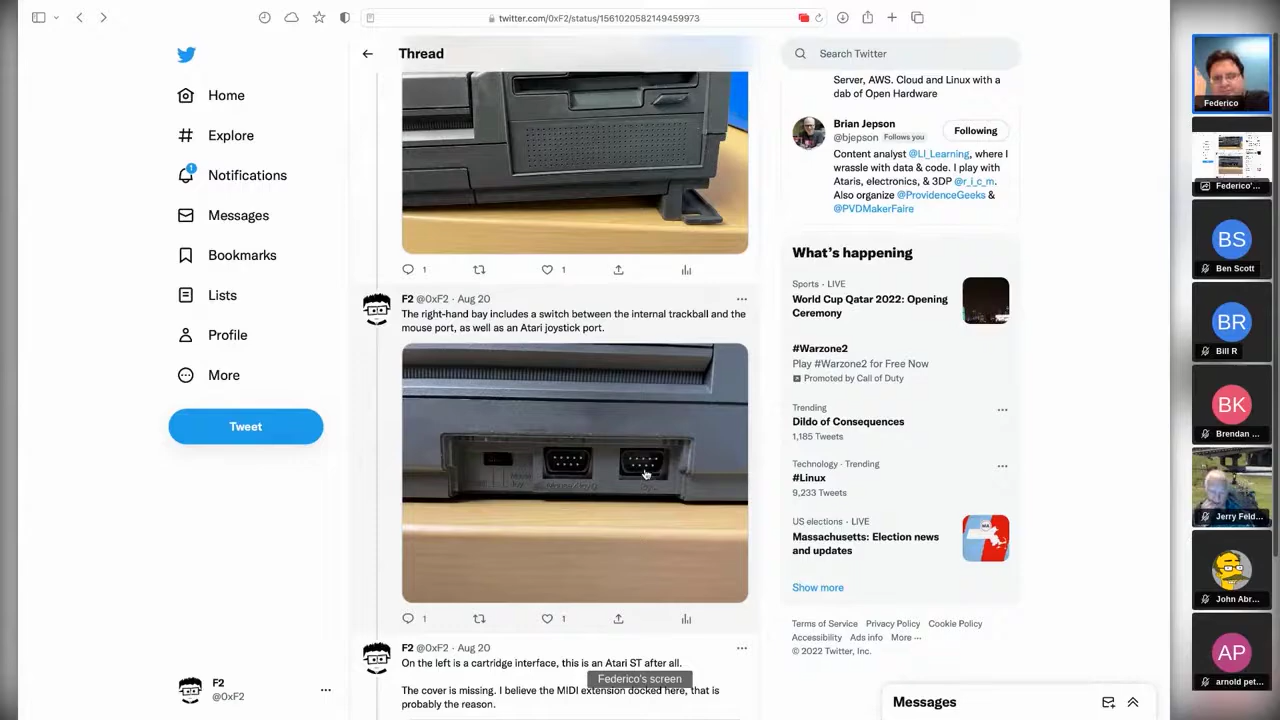 twitter.com/0xF2/status/1561020582149459973
Home
Explore
1
Notifications
Messages
Bookmarks
Lists
Profile
More
Tweet
F2
@0xF2
Thread
1
1
F2 @0xF2 · Aug 20
The right-hand bay includes a switch between the internal trackball and the
mouse port, as well as an Atari joystick port.
1
1
F2 @0xF2 · Aug 20
On the left is a cartridge interface, this is an Atari ST after all.
The cover is missing. I believe the MIDI extension docked here, that is
probably the reason.
Federico's screen
Search Twitter
Server, AWS. Cloud and Linux with a
dab of Open Hardware
Brian Jepson
@bjepson Follows you
Following
Content analyst @LI_Learning, where I
wrassle with data & code. I play with
Ataris, electronics, & 3DP @r_i_c_m.
Also organize @ProvidenceGeeks &
@PVDMakerFaire
What's happening
Sports · LIVE
World Cup Qatar 2022: Opening
Ceremony
#Warzone2
Play #Warzone2 for Free Now
Promoted by Call of Duty
Trending
Dildo of Consequences
1,185 Tweets
Technology · Trending
#Linux
9,233 Tweets
US elections · LIVE
Massachusetts: Election news
and updates
Show more
Terms of Service Privacy Policy Cookie Policy
Accessibility Ads info More ···
© 2022 Twitter, Inc.
Messages
Federico
Federico'...
BS
Ben Scott
BR
Bill R
BK
Brendan ...
Jerry Feld...
John Abr...
AP
arnold pet...